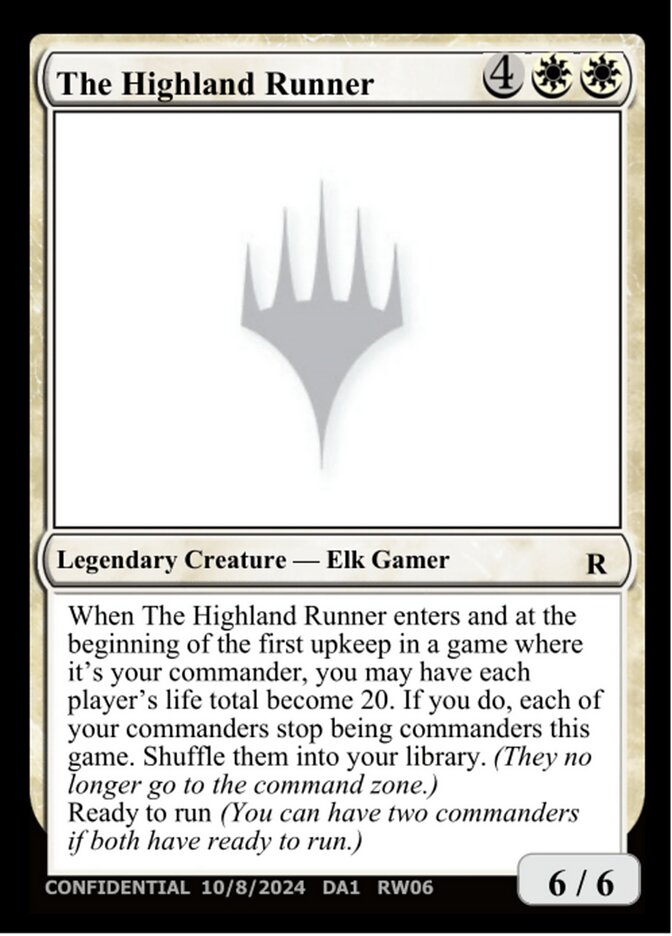 The Highland Runner 4
Legendary Creature — Elk Gamer R
When The Highland Runner enters and at the
beginning of the first upkeep in a game where
it's your commander, you may have each
player's life total become 20. If you do, each of
your commanders stop being commanders this
game. Shuffle them into your library. (They no
longer go to the command zone.)
Ready to run (You can have two commanders
if both have ready to run.)
6 / 6
CONFIDENTIAL 10/8/2024 DA1 RW06